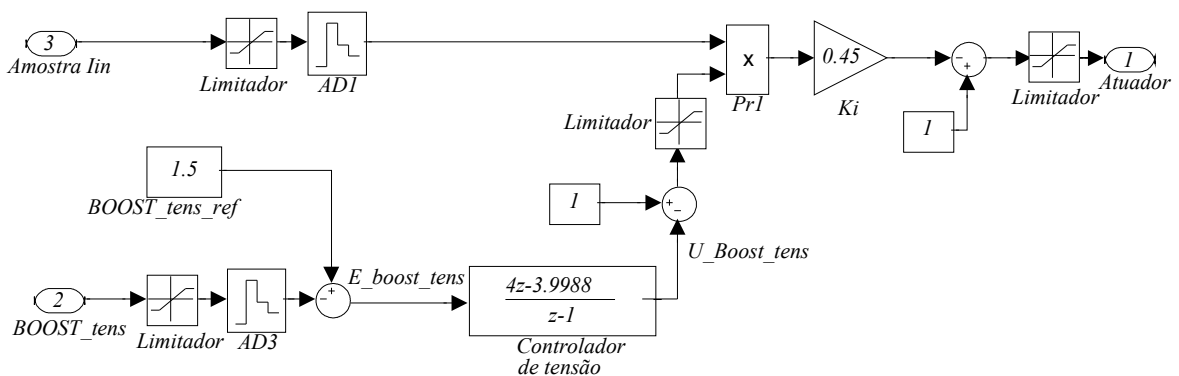 3
Amostra Iin
Limitador
AD1
x
Pr1
0.45
Ki
-
+
1
Limitador
1
Atuador
Limitador
1.5
BOOST_tens_ref
1
+
-
U_Boost_tens
2
BOOST_tens
Limitador
AD3
+
-
E_boost_tens
4z-3.9988
z-1
Controlador
de tensão